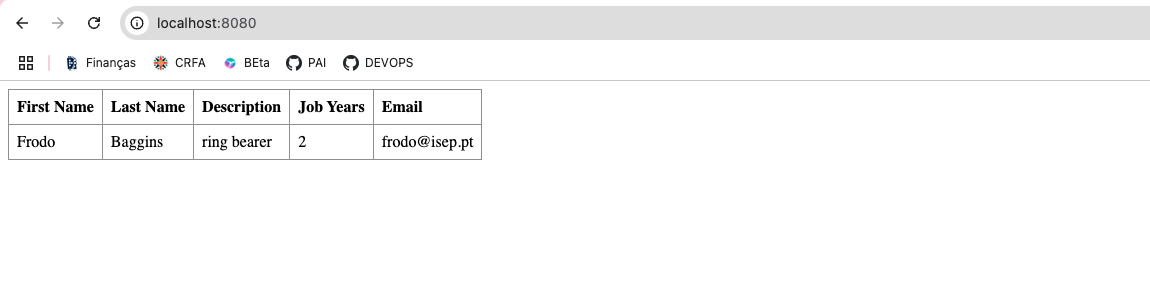 localhost:8080
Finanças CRFA BEta PAI DEVOPS
First Name Last Name Description Job Years Email
Frodo Baggins ring bearer 2 frodo@isep.pt